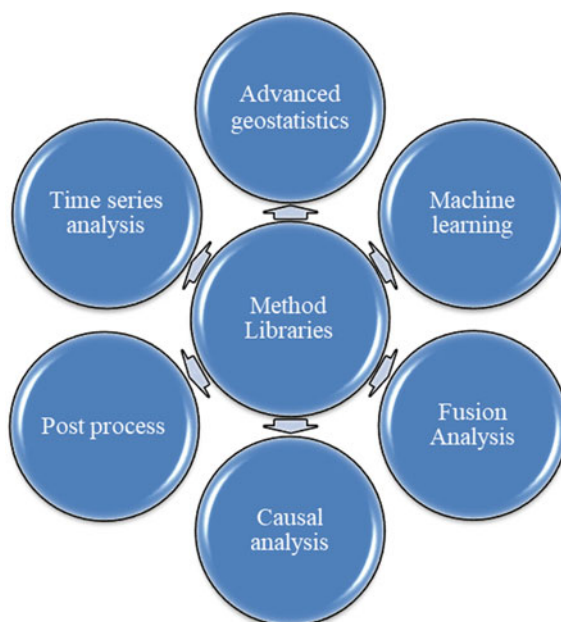 Advanced
geostatistics
Time series
analysis
Machine
learning
Method
Libraries
Post process
Fusion
Analysis
Causal
analysis